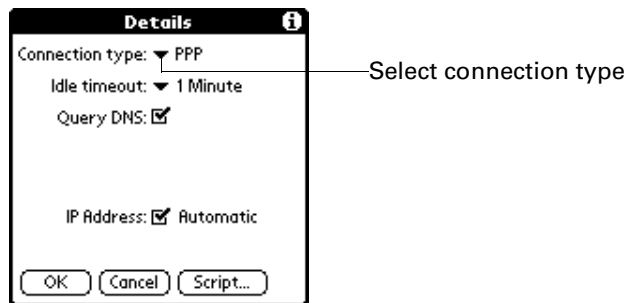 Details
Connection type: PPP
Select connection type
Idle timeout: 1 Minute
Query DNS:
IP Address: Automatic
OK Cancel Script...